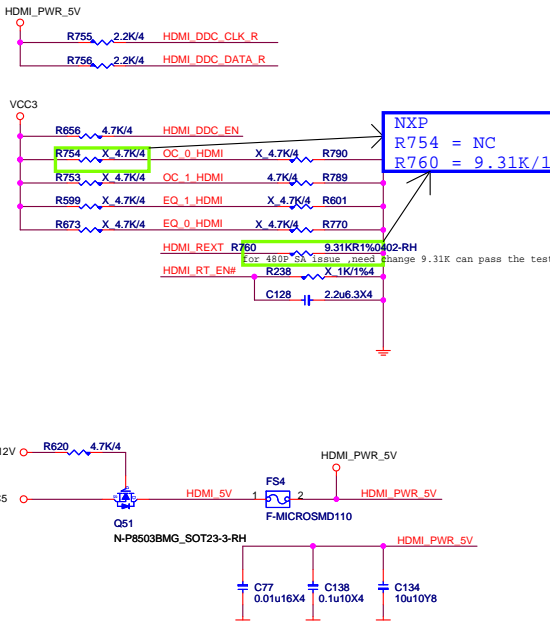 HDMI_PWR_5V
R755 2.2K/4 HDMI_DDC_CLK_R
R756 2.2K/4 HDMI_DDC_DATA_R
VCC3
R656 4.7K/4 HDMI_DDC_EN
R754 X_4.7K/4 OC_0_HDMI X_4.7K/4 R790
R753 X_4.7K/4 OC_1_HDMI 4.7K/4 R789
R599 X_4.7K/4 EQ_1_HDMI X_4.7K/4 R601
R673 X_4.7K/4 EQ_0_HDMI X_4.7K/4 R770
NXP
R754 = NC
R760 = 9.31K/1
HDMI_REXT R760 9.31KR1%0402-RH
for 480P SA issue ,need change 9.31K can pass the test
HDMI_RT_EN# R238 X_1K/1%4
C128 2.2u6.3X4
12V R620 4.7K/4
HDMI_PWR_5V
C5 HDMI_5V 1 FS4 2 HDMI_PWR_5V
F-MICROSMD110
Q51
N-P8503BMG_SOT23-3-RH
HDMI_PWR_5V
C77 C138 C134
0.01u16X4 0.1u10X4 10u10Y8